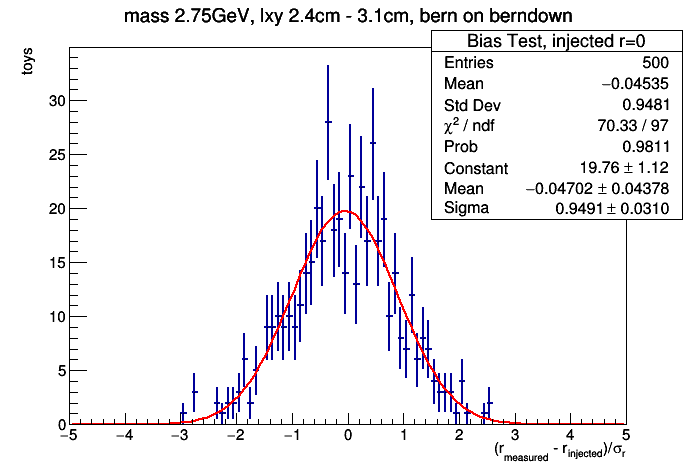 mass 2.75GeV, lxy 2.4cm - 3.1cm, bern on berndown
toys
Bias Test, injected r=0
Entries 500
Mean −0.04535
Std Dev 0.9481
χ² / ndf 70.33 / 97
Prob 0.9811
Constant 19.76 ± 1.12
Mean −0.04702 ± 0.04378
Sigma 0.9491 ± 0.0310
30
25
20
15
10
5
0
−5 −4 −3 −2 −1 0 1 2 3 4 5
(r_measured - r_injected)/σ_r